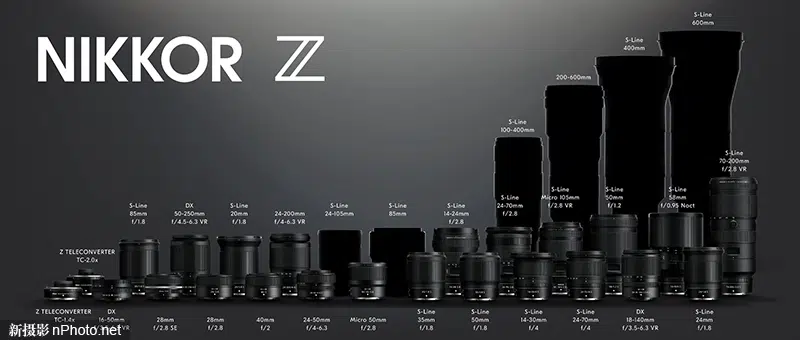 NIKKOR Z
S-Line
600mm
S-Line
400mm
200-600mm
S-Line
100-400mm
S-Line
70-200mm
f/2.8 VR
S-Line
85mm
f/1.8
DX
50-250mm
f/4.5-6.3 VR
S-Line
20mm
f/1.8
24-200mm
f/4-6.3 VR
S-Line
24-105mm
S-Line
85mm
S-Line
14-24mm
f/2.8
S-Line
24-70mm
f/2.8
S-Line
Micro 105mm
f/2.8 VR
S-Line
50mm
f/1.2
S-Line
58mm
f/0.95 Noct
Z TELECONVERTER
TC-2.0x
Z TELECONVERTER
TC-1.4x
DX
16-50mm
VR
28mm
f/2.8 SE
28mm
f/2.8
40mm
f/2
24-50mm
f/4-6.3
Micro 50mm
f/2.8
S-Line
35mm
f/1.8
S-Line
50mm
f/1.8
S-Line
14-30mm
f/4
S-Line
24-70mm
f/4
DX
18-140mm
f/3.5-6.3 VR
S-Line
24mm
f/1.8
新摄影 nPhoto.net